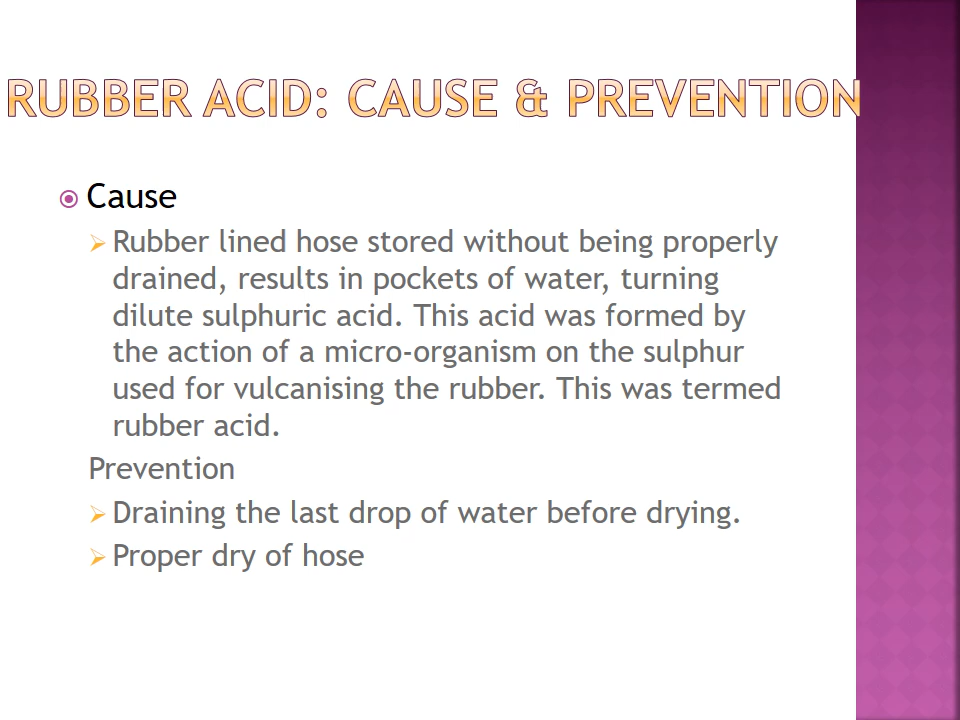 RUBBER ACID: CAUSE & PREVENTION
Cause
Rubber lined hose stored without being properly
drained, results in pockets of water, turning
dilute sulphuric acid. This acid was formed by
the action of a micro-organism on the sulphur
used for vulcanising the rubber. This was termed
rubber acid.
Prevention
Draining the last drop of water before drying.
Proper dry of hose